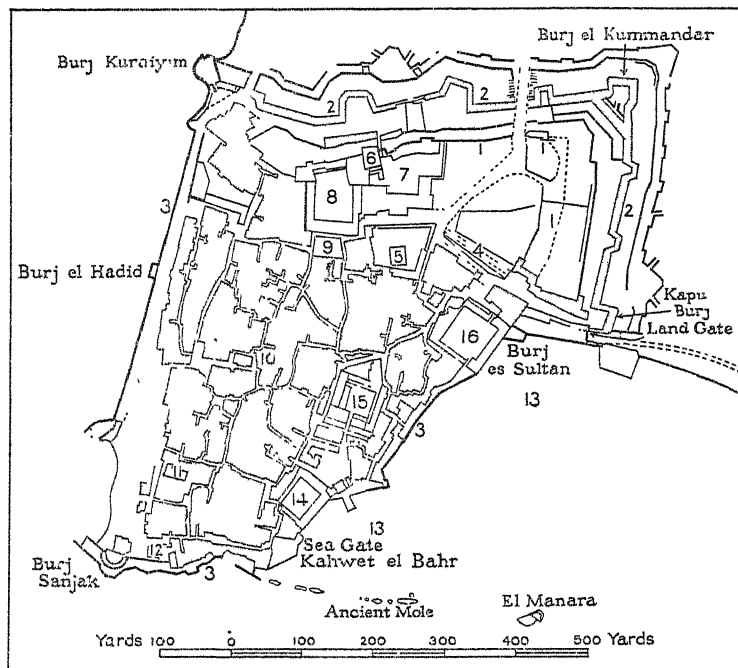 Burj el Kummandar
Burj Kuraiyim
2
2
6
7
1
1
8
3
1
2
9
5
4
Burj el Hadid
Kapu
Burj
Land Gate
16
10
Burj
es Sultan
15
13
3
11
14
13
12
Sea Gate
Kahwet el Bahr
Burj
Sanjak
3
Ancient Mole
El Manara
Yards 100 0 100 200 300 400 500 Yards